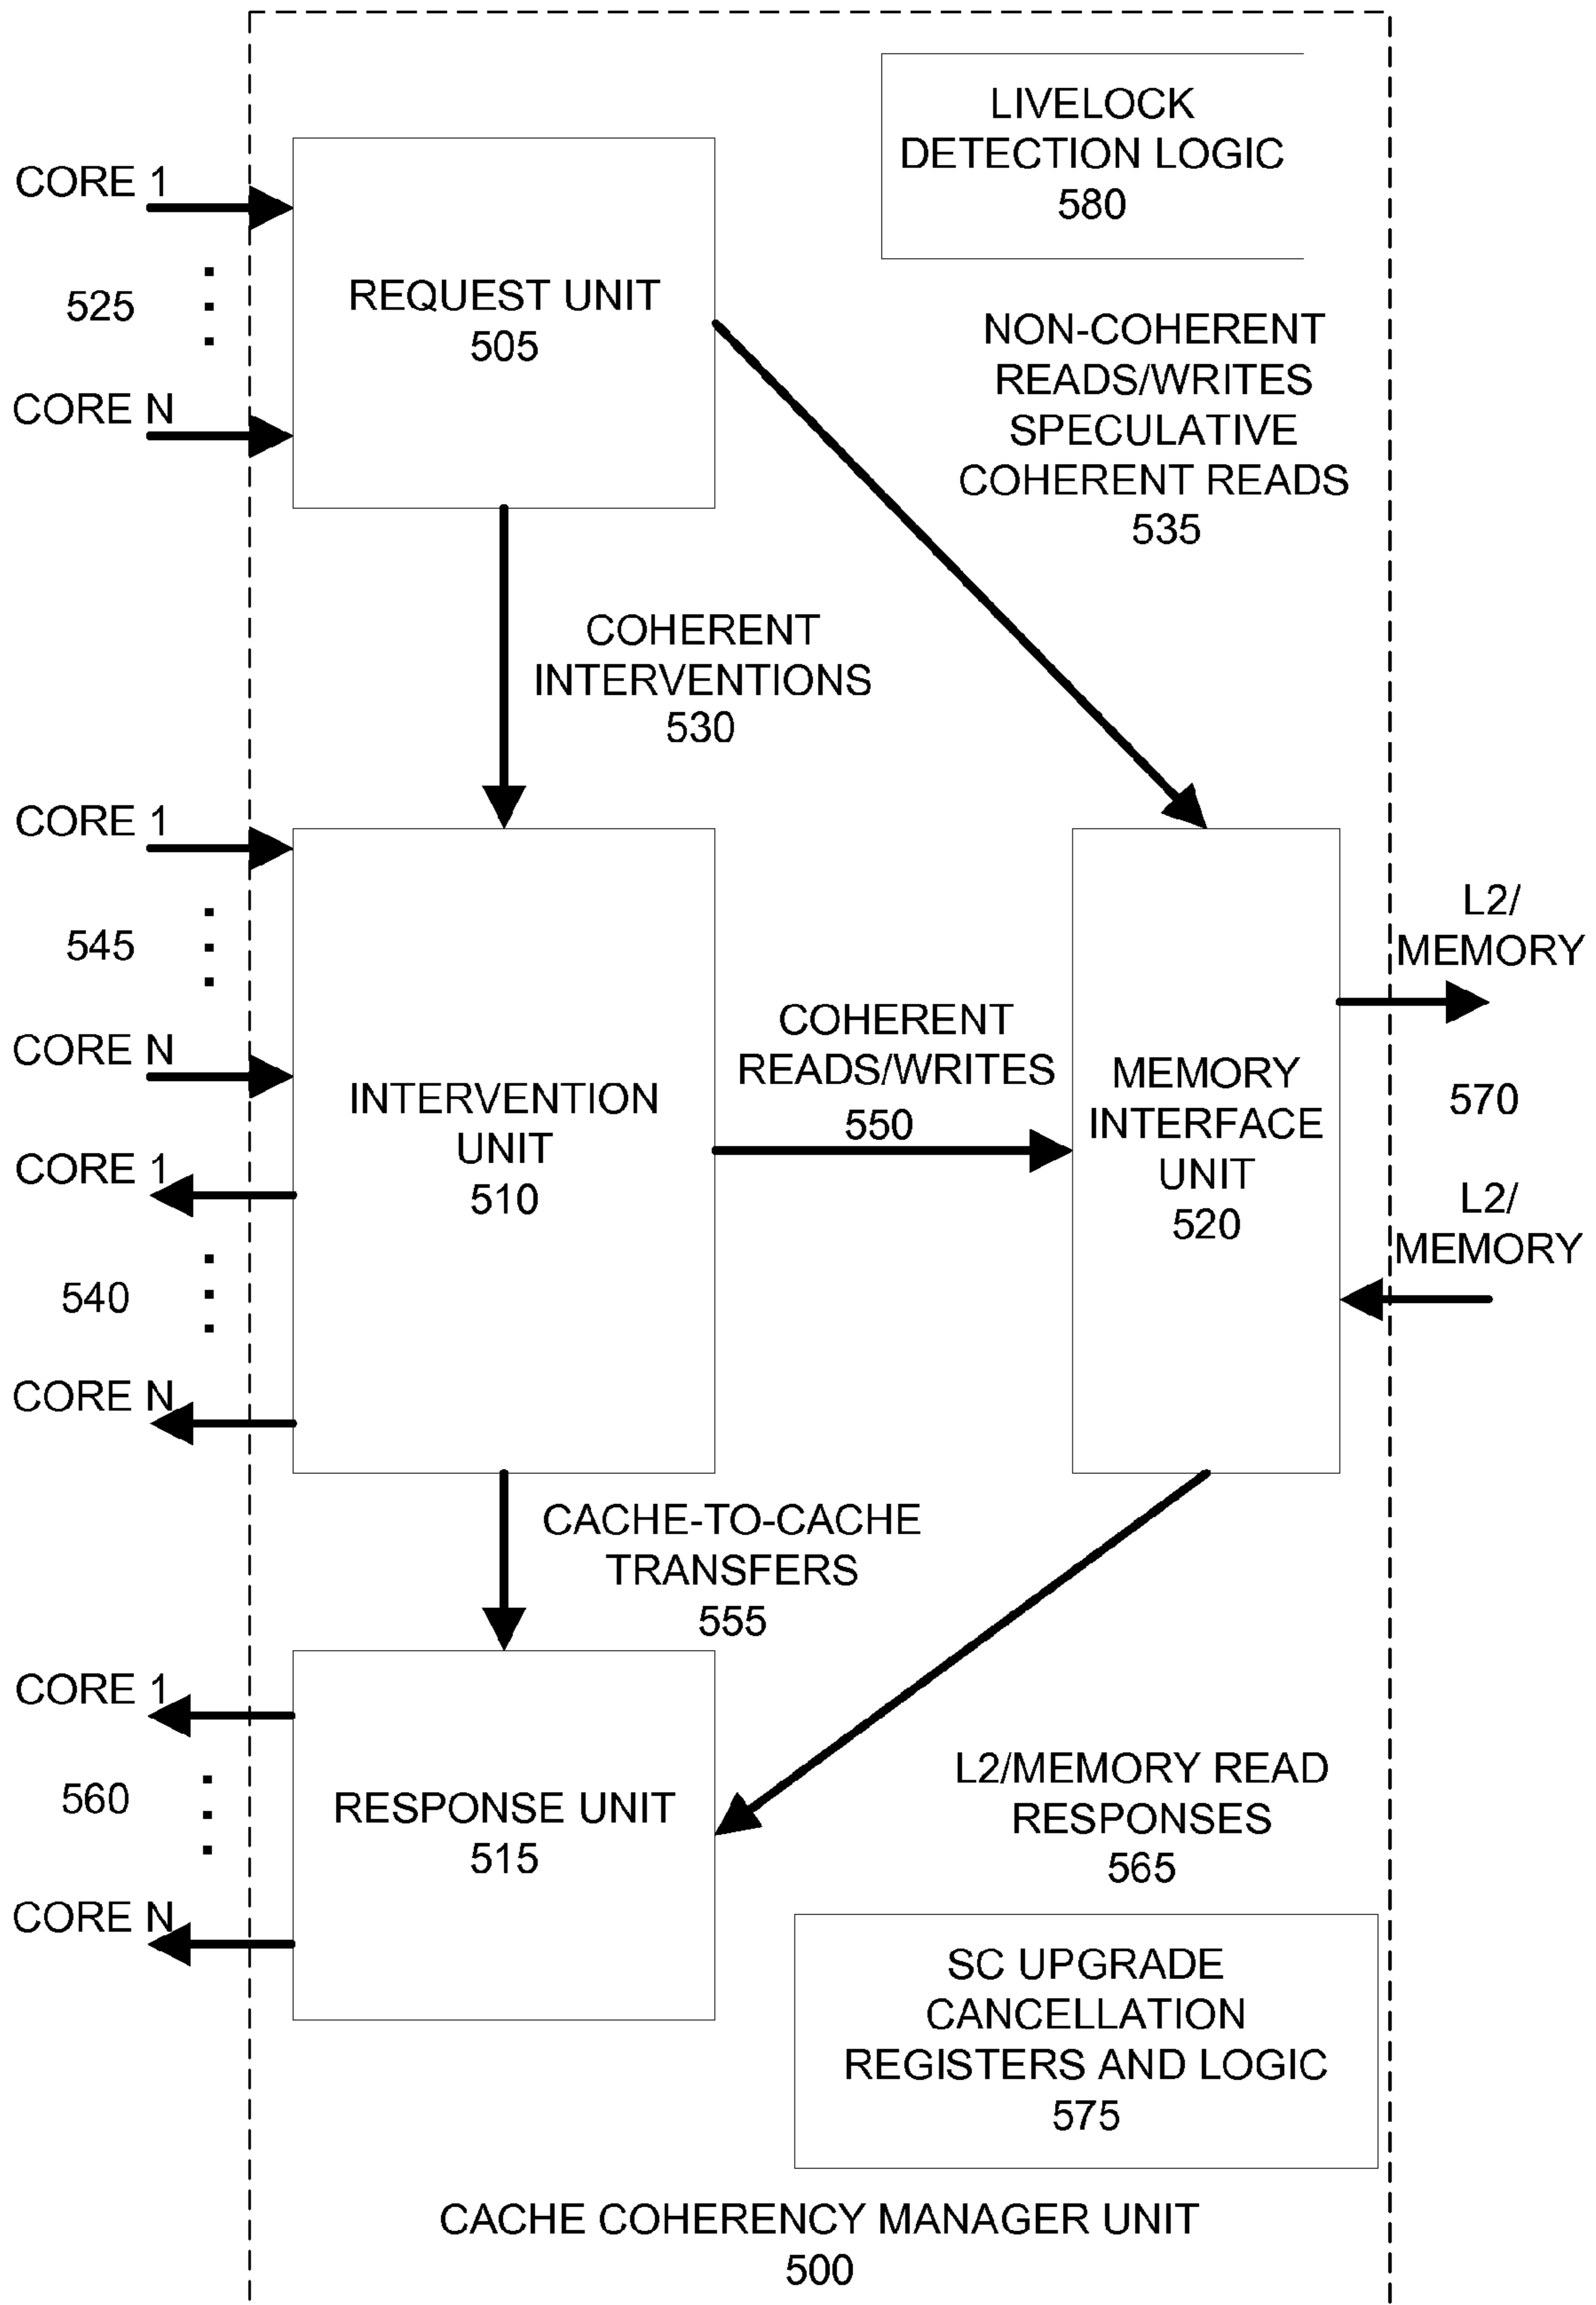 LIVELOCK
DETECTION LOGIC
580
CORE 1
525
CORE N
REQUEST UNIT
505
NON-COHERENT
READS/WRITES
SPECULATIVE
COHERENT READS
535
COHERENT
INTERVENTIONS
530
CORE 1
545
CORE N
CORE 1
540
CORE N
INTERVENTION
UNIT
510
COHERENT
READS/WRITES
550
MEMORY
INTERFACE
UNIT
520
L2/
MEMORY
570
L2/
MEMORY
CACHE-TO-CACHE
TRANSFERS
555
CORE 1
560
CORE N
RESPONSE UNIT
515
L2/MEMORY READ
RESPONSES
565
SC UPGRADE
CANCELLATION
REGISTERS AND LOGIC
575
CACHE COHERENCY MANAGER UNIT
500